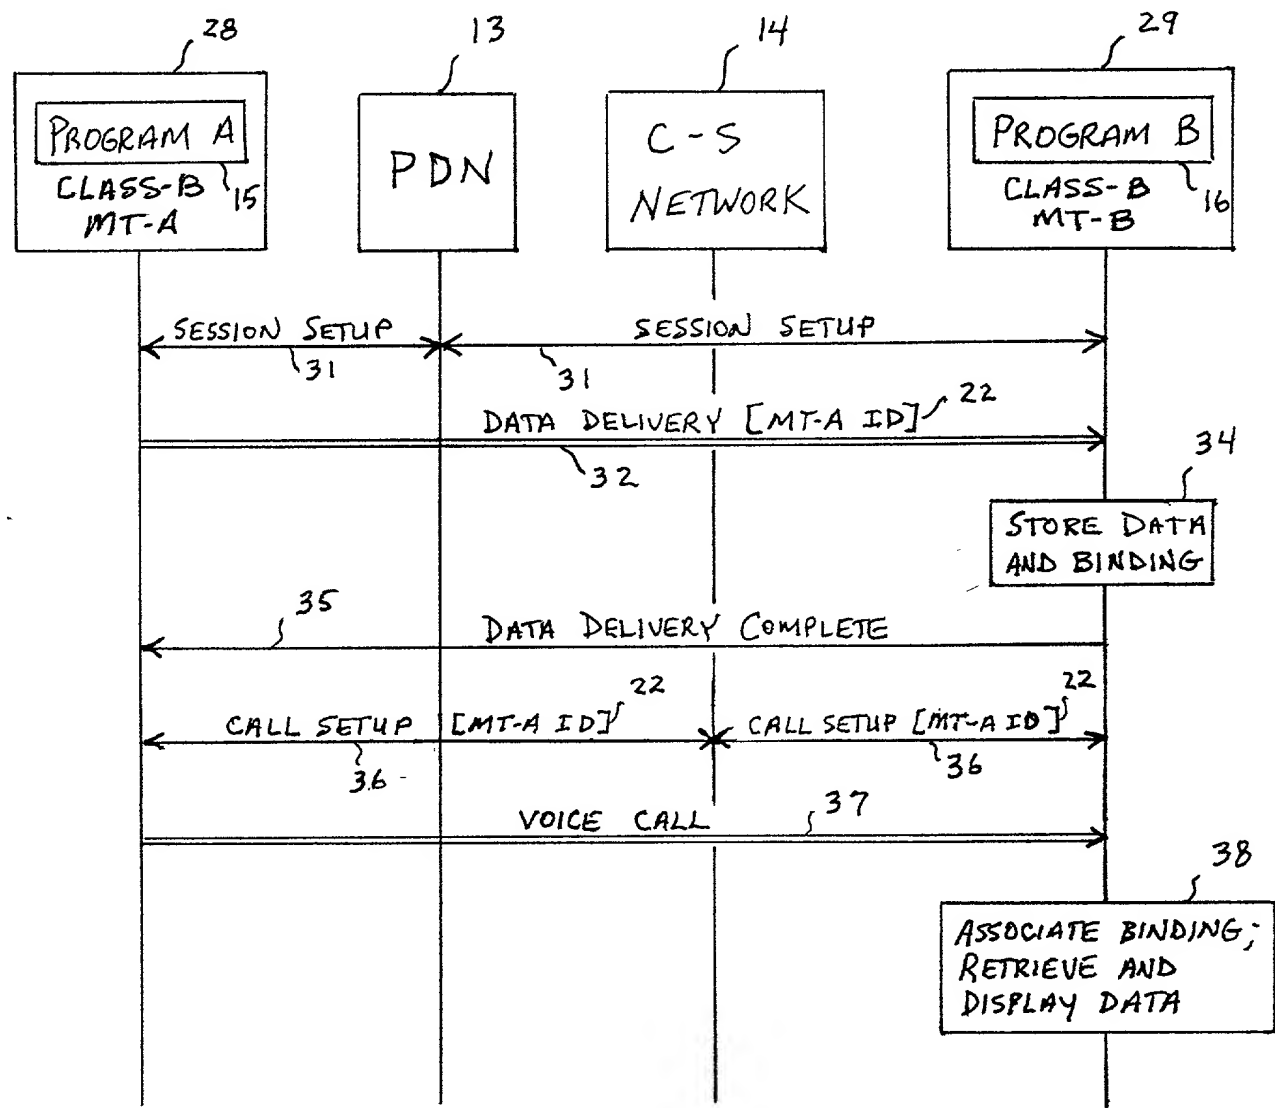 28
13
14
29
PROGRAM A
CLASS-B
MT-A
15
PDN
C-S
NETWORK
PROGRAM B
CLASS-B
MT-B
16
SESSION SETUP
31
SESSION SETUP
31
DATA DELIVERY [MT-A ID]
22
32
34
STORE DATA
AND BINDING
35
DATA DELIVERY COMPLETE
CALL SETUP [MT-A ID]
22
36
CALL SETUP [MT-A ID]
22
36
VOICE CALL
37
38
ASSOCIATE BINDING;
RETRIEVE AND
DISPLAY DATA